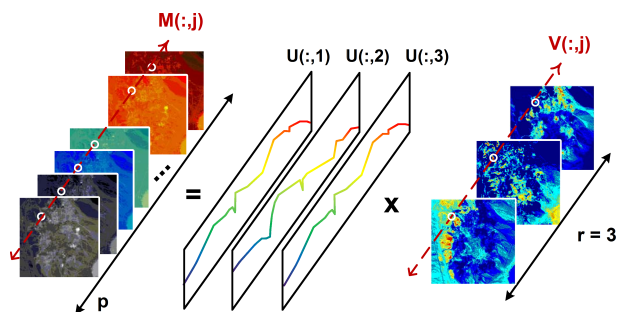 M(:,j)
U(:,1) U(:,2) U(:,3)
V(:,j)
...
=
x
r = 3
p